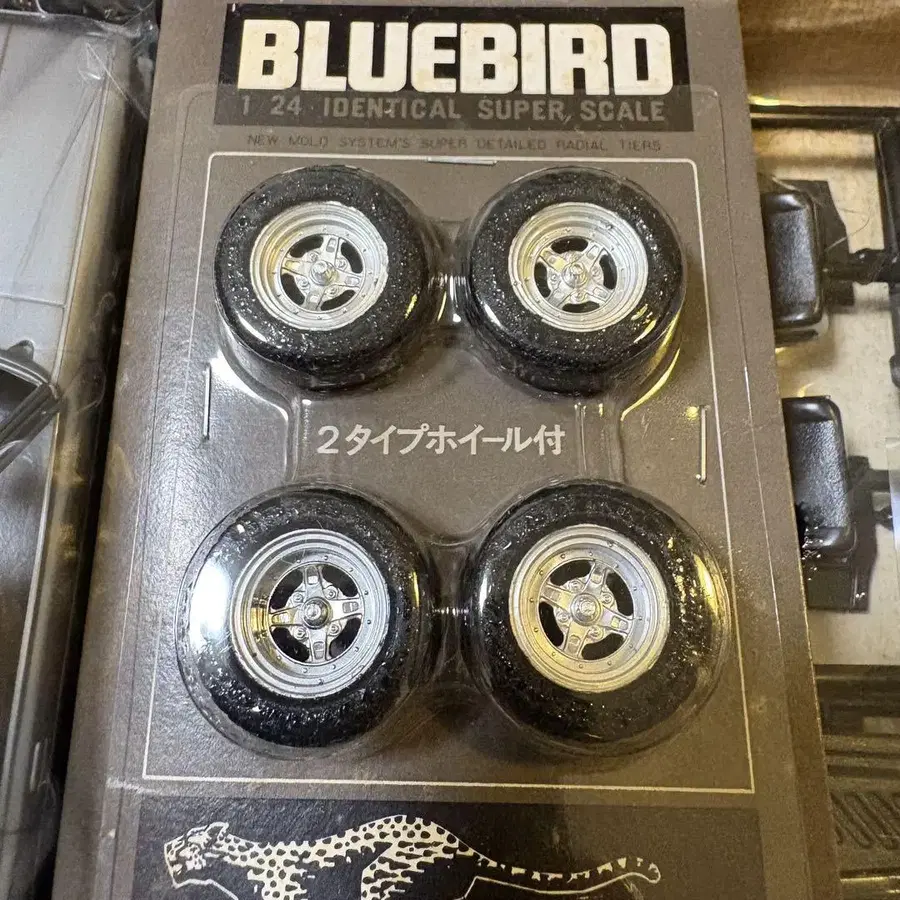 BLUEBIRD
1 24 IDENTICAL SUPER SCALE
NEW MOLD SYSTEM'S SUPER DETAILED RADIAL TIERS
2タイプホイール付